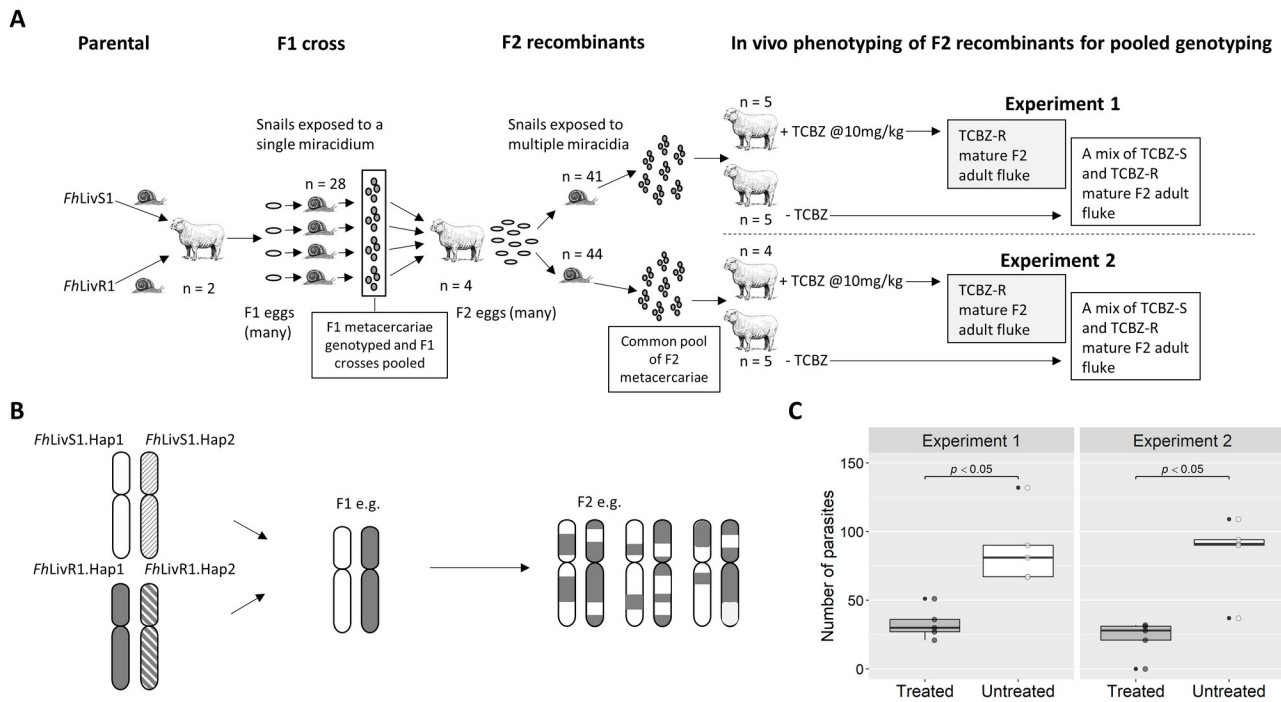 A
Parental
F1 cross
F2 recombinants
In vivo phenotyping of F2 recombinants for pooled genotyping
Snails exposed to a
single miracidium
n = 28
FhLivS1
FhLivR1
n = 2
F1 eggs
(many)
F1 metacercariae
genotyped and F1
crosses pooled
n = 4
F2 eggs (many)
Snails exposed to
multiple miracidia
n = 41
n = 44
Common pool
of F2
metacercariae
n = 5
+ TCBZ @10mg/kg
n = 5
- TCBZ
Experiment 1
TCBZ-R
mature F2
adult fluke
A mix of TCBZ-S
and TCBZ-R
mature F2 adult
fluke
n = 4
+ TCBZ @10mg/kg
n = 5
- TCBZ
Experiment 2
TCBZ-R
mature F2
adult fluke
A mix of TCBZ-S
and TCBZ-R
mature F2 adult
fluke
B
FhLivS1.Hap1
FhLivS1.Hap2
FhLivR1.Hap1
FhLivR1.Hap2
F1 e.g.
F2 e.g.
C
Experiment 1
Experiment 2
p < 0.05
p < 0.05
Number of parasites
150
100
50
0
Treated
Untreated
Treated
Untreated